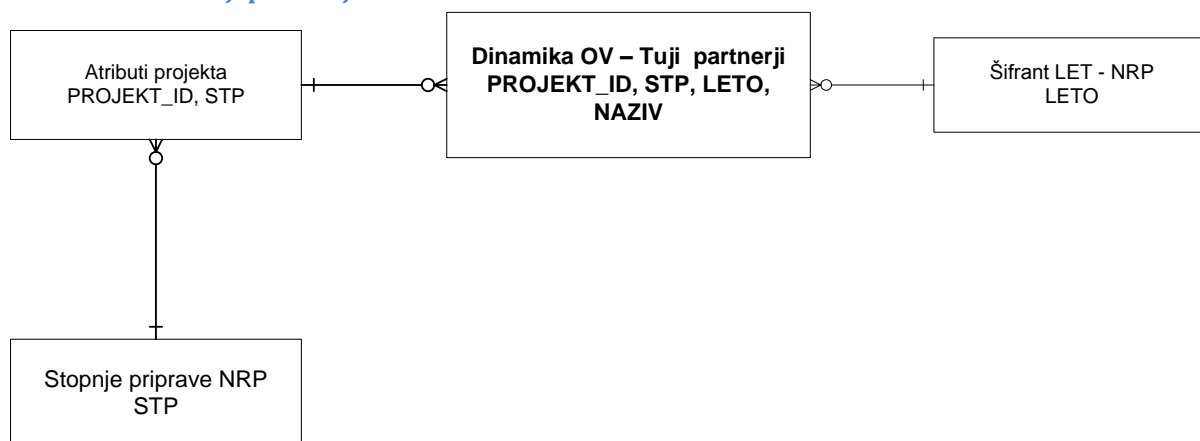 Atributi projekta
PROJEKT_ID, STP
Dinamika OV – Tuji partnerji
PROJEKT_ID, STP, LETO,
NAZIV
Šifrant LET - NRP
LETO
Stopnje priprave NRP
STP